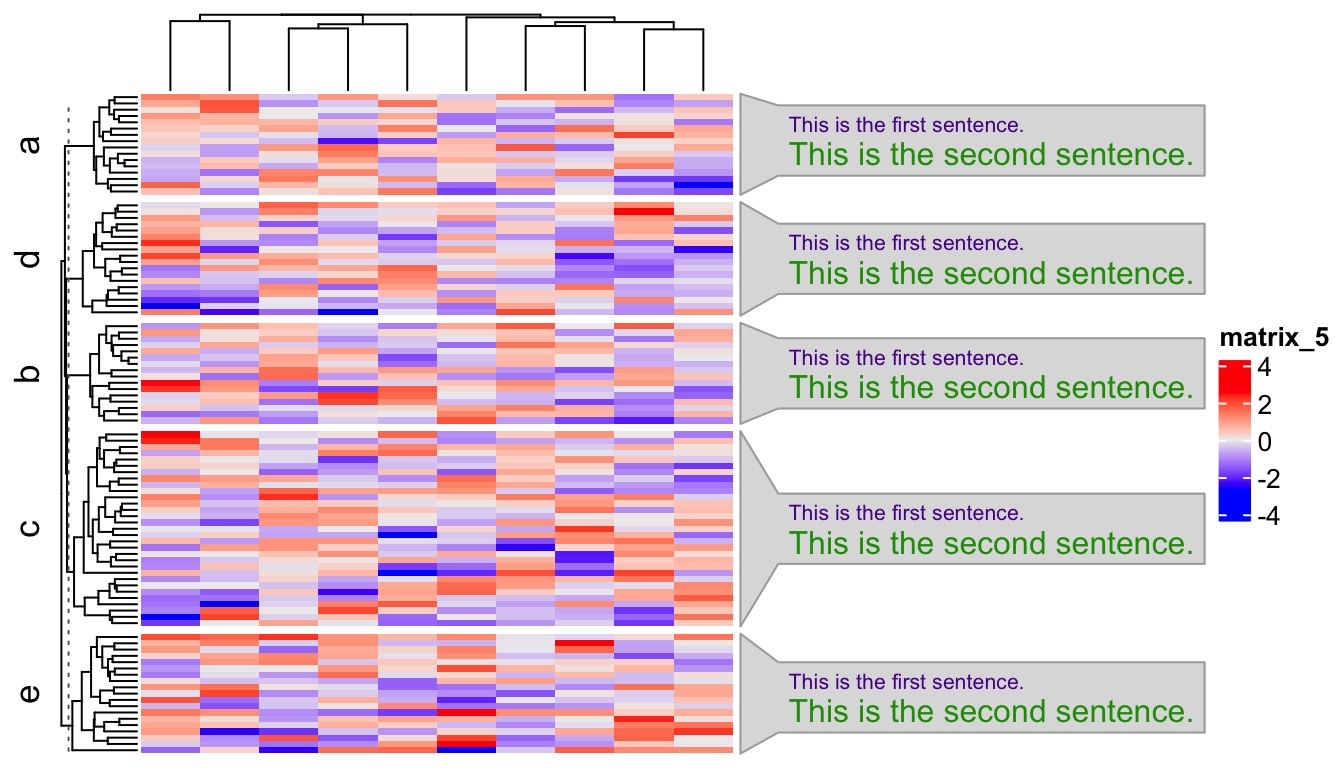 a
This is the first sentence.
This is the second sentence.
d
This is the first sentence.
This is the second sentence.
b
This is the first sentence.
This is the second sentence.
c
This is the first sentence.
This is the second sentence.
e
This is the first sentence.
This is the second sentence.
matrix_5
4
2
0
-2
-4